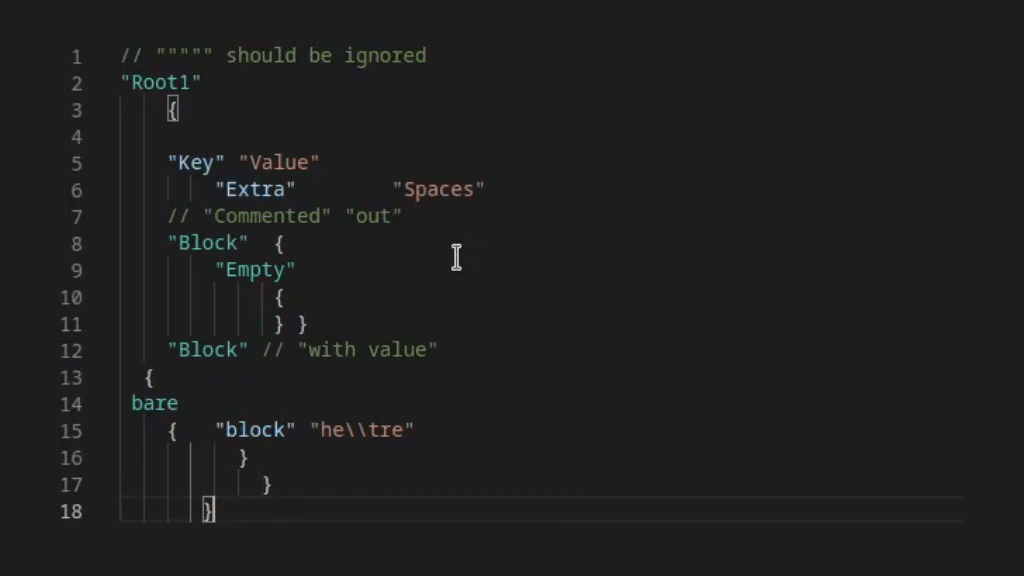 1 // """"" should be ignored
2 "Root1"
3 {
4
5 "Key" "Value"
6 "Extra" "Spaces"
7 // "Commented" "out"
8 "Block" {
9 "Empty"
10 {
11 } }
12 "Block" // "with value"
13 {
14 bare
15 { "block" "he\\tre"
16 }
17 }
18 }